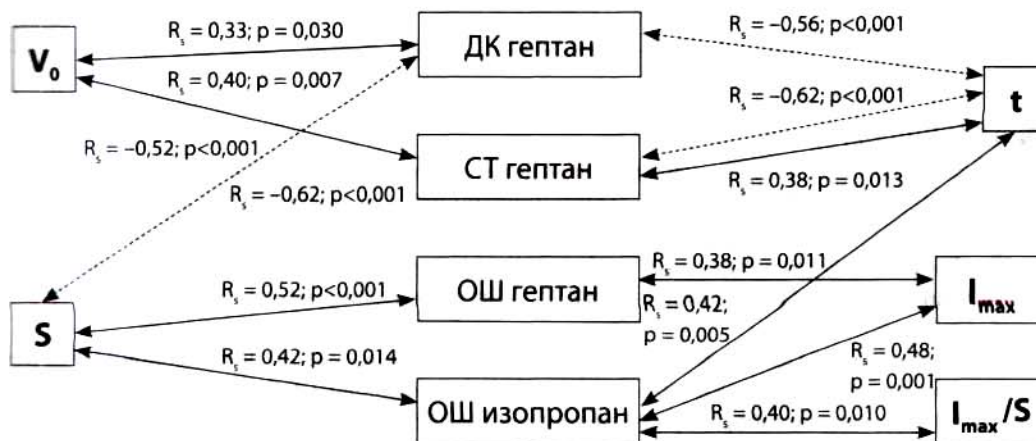 R_s = 0,33; p = 0,030
R_s = –0,56; p<0,001
V_0
ДК гептан
R_s = 0,40; p = 0,007
R_s = –0,62; p<0,001
t
R_s = –0,52; p<0,001
СТ гептан
R_s = 0,38; p = 0,013
R_s = –0,62; p<0,001
R_s = 0,38; p = 0,011
R_s = 0,52; p<0,001
ОШ гептан
I_max
R_s = 0,42;
p = 0,005
S
R_s = 0,42; p = 0,014
R_s = 0,48;
p = 0,001
ОШ изопропан
R_s = 0,40; p = 0,010
I_max/S